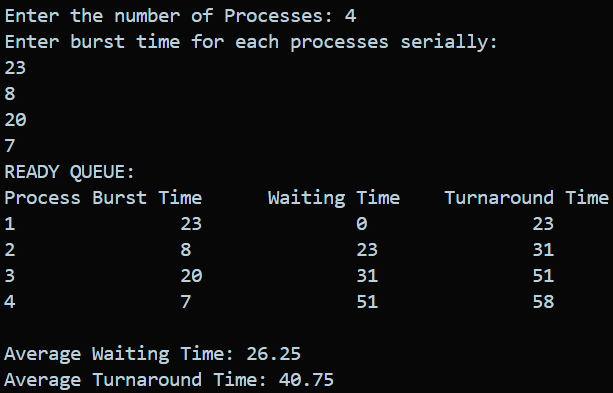 Enter the number of Processes: 4
Enter burst time for each processes serially:
23
8
20
7
READY QUEUE:
Process Burst Time Waiting Time Turnaround Time
1 23 0 23
2 8 23 31
3 20 31 51
4 7 51 58
Average Waiting Time: 26.25
Average Turnaround Time: 40.75